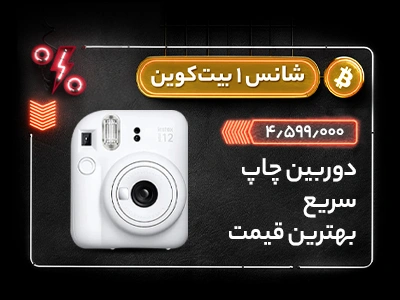 شانس ۱ بیت‌کوین
۴٫۵۹۹٫۰۰۰
دوربین چاپ
سریع
بهترین قیمت